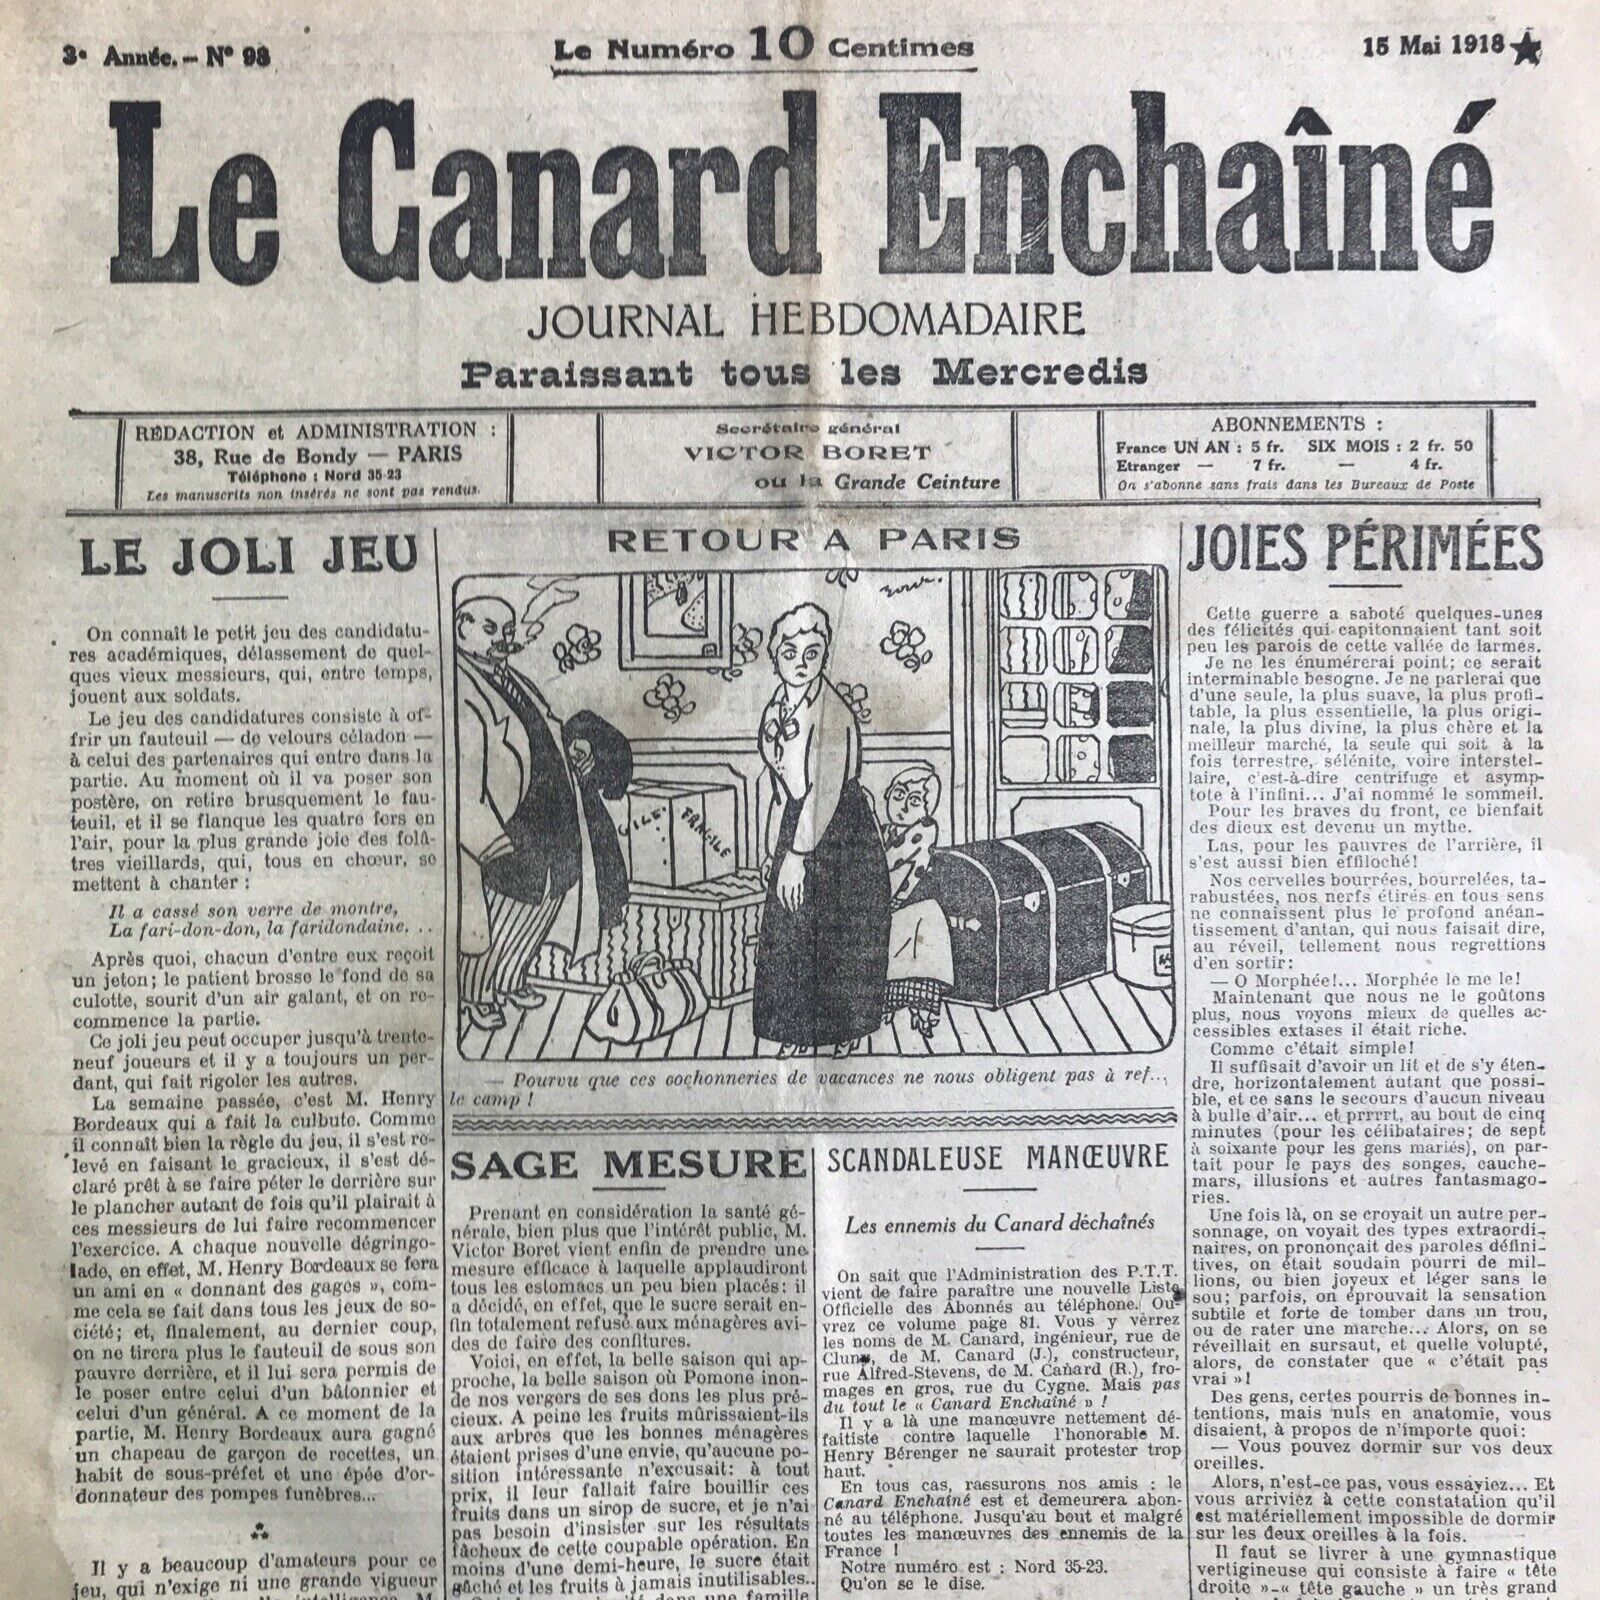 3e Année. – N° 98
Le Numéro 10 Centimes
15 Mai 1918
Le Canard Enchaîné
JOURNAL HEBDOMADAIRE
Paraissant tous les Mercredis
RÉDACTION et ADMINISTRATION :
38, Rue de Bondy — PARIS
Téléphone : Nord 35-23
Les manuscrits non insérés ne sont pas rendus.
Secrétaire général
VICTOR BORET
ou la Grande Ceinture
ABONNEMENTS :
France UN AN : 5 fr. SIX MOIS : 2 fr. 50
Etranger — 7 fr. — 4 fr.
On s'abonne sans frais dans les Bureaux de Poste
LE JOLI JEU
On connaît le petit jeu des candidatu-
res académiques, délassement de quel-
ques vieux messieurs, qui, entre temps,
jouent aux soldats.
Le jeu des candidatures consiste à of-
frir un fauteuil — de velours céladon —
à celui des partenaires qui entre dans la
partie. Au moment où il va poser son
postère, on retire brusquement le fau-
teuil, et il se flanque les quatre fers en
l'air, pour la plus grande joie des folâ-
tres vieillards, qui, tous en chœur, se
mettent à chanter :
Il a cassé son verre de montre,
La fari-don-don, la faridondaine...
Après quoi, chacun d'entre eux reçoit
un jeton; le patient brosse le fond de sa
culotte, sourit d'un air galant, et on re-
commence la partie.
Ce joli jeu peut occuper jusqu'à trente-
neuf joueurs et il y a toujours un per-
dant, qui fait rigoler les autres.
La semaine passée, c'est M. Henry
Bordeaux qui a fait la culbute. Comme
il connaît bien la règle du jeu, il s'est re-
levé en faisant le gracieux, il s'est dé-
claré prêt à se faire péter le derrière sur
le plancher autant de fois qu'il plairait à
ces messieurs de lui faire recommencer
l'exercice. A chaque nouvelle dégringo-
lade, en effet, M. Henry Bordeaux se fera
un ami en « donnant des gages », com-
me cela se fait dans tous les jeux de so-
ciété; et, finalement, au dernier coup,
on ne tirera plus le fauteuil de sous son
pauvre derrière, et il lui sera permis de
le poser entre celui d'un bâtonnier et
celui d'un général. A ce moment de la
partie, M. Henry Bordeaux aura gagné
un chapeau de garçon de recettes, un
habit de sous-préfet et une épée d'or-
donnateur des pompes funèbres...
⁂
Il y a beaucoup d'amateurs pour ce
jeu, qui n'exige ni une grande vigueur
RETOUR A PARIS
FRAGILE
— Pourvu que ces cochonneries de vacances ne nous obligent pas à ref...
le camp !
SAGE MESURE
Prenant en considération la santé gé-
nérale, bien plus que l'intérêt public, M.
Victor Boret vient enfin de prendre une
mesure efficace à laquelle applaudiront
tous les estomacs un peu bien placés: il
a décidé, en effet, que le sucre serait en-
fin totalement refusé aux ménagères avi-
des de faire des confitures.
Voici, en effet, la belle saison qui ap-
proche, la belle saison où Pomone inon-
de nos vergers de ses dons les plus pré-
cieux. A peine les fruits mûrissaient-ils
aux arbres que les bonnes ménagères
étaient prises d'une envie, qu'aucune po-
sition intéressante n'excusait: à tout
prix, il leur fallait faire bouillir ces
fruits dans un sirop de sucre, et je n'ai
pas besoin d'insister sur les résultats
fâcheux de cette coupable opération. En
moins d'une demi-heure, le sucre était
gâché et les fruits à jamais inutilisables..
SCANDALEUSE MANŒUVRE
Les ennemis du Canard déchaînés
On sait que l'Administration des P.T.T.
vient de faire paraître une nouvelle Liste
Officielle des Abonnés au téléphone. Ou-
vrez ce volume page 81. Vous y verrez
les noms de M. Canard, ingénieur, rue de
Cluny, de M. Canard (J.), constructeur,
rue Alfred-Stevens, de M. Canard (R.), fro-
mages en gros, rue du Cygne. Mais pas
du tout le « Canard Enchaîné » !
Il y a là une manœuvre nettement dé-
faitiste contre laquelle l'honorable M.
Henry Bérenger ne saurait protester trop
haut.
En tous cas, rassurons nos amis : le
Canard Enchaîné est et demeurera abon-
né au téléphone. Jusqu'au bout et malgré
toutes les manœuvres des ennemis de la
France !
Notre numéro est : Nord 35-23.
Qu'on se le dise.
JOIES PÉRIMÉES
Cette guerre a saboté quelques-unes
des félicités qui capitonnaient tant soit
peu les parois de cette vallée de larmes.
Je ne les énumérerai point; ce serait
interminable besogne. Je ne parlerai que
d'une seule, la plus suave, la plus profi-
table, la plus essentielle, la plus origi-
nale, la plus divine, la plus chère et la
meilleur marché, la seule qui soit à la
fois terrestre, sélénite, voire interstel-
laire, c'est-à-dire centrifuge et asymp-
tote à l'infini... J'ai nommé le sommeil.
Pour les braves du front, ce bienfait
des dieux est devenu un mythe.
Las, pour les pauvres de l'arrière, il
s'est aussi bien effiloché!
Nos cervelles bourrées, bourrelées, ta-
rabustées, nos nerfs étirés en tous sens
ne connaissent plus le profond anéan-
tissement d'antan, qui nous faisait dire,
au réveil, tellement nous regrettions
d'en sortir:
— O Morphée!... Morphée le me le!
Maintenant que nous ne le goûtons
plus, nous voyons mieux de quelles ac-
cessibles extases il était riche.
Comme c'était simple!
Il suffisait d'avoir un lit et de s'y éten-
dre, horizontalement autant que possi-
ble, et ce sans le secours d'aucun niveau
à bulle d'air... et prrrrt, au bout de cinq
minutes (pour les célibataires; de sept
à soixante pour les gens mariés), on par-
tait pour le pays des songes, cauche-
mars, illusions et autres fantasmago-
ries.
Une fois là, on se croyait un autre per-
sonnage, on voyait des types extraordi-
naires, on prononçait des paroles défini-
tives, on était soudain pourri de mil-
lions, ou bien joyeux et léger sans le
sou; parfois, on éprouvait la sensation
subtile et forte de tomber dans un trou,
ou de rater une marche... Alors, on se
réveillait en sursaut, et quelle volupté,
alors, de constater que « c'était pas
vrai »!
Des gens, certes pourris de bonnes in-
tentions, mais nuls en anatomie, vous
disaient, à propos de n'importe quoi:
— Vous pouvez dormir sur vos deux
oreilles.
Alors, n'est-ce pas, vous essayiez... Et
vous arriviez à cette constatation qu'il
est matériellement impossible de dormir
sur les deux oreilles à la fois.
Il faut se livrer à une gymnastique
vertigineuse qui consiste à faire « tête
droite »-« tête gauche » un très grand